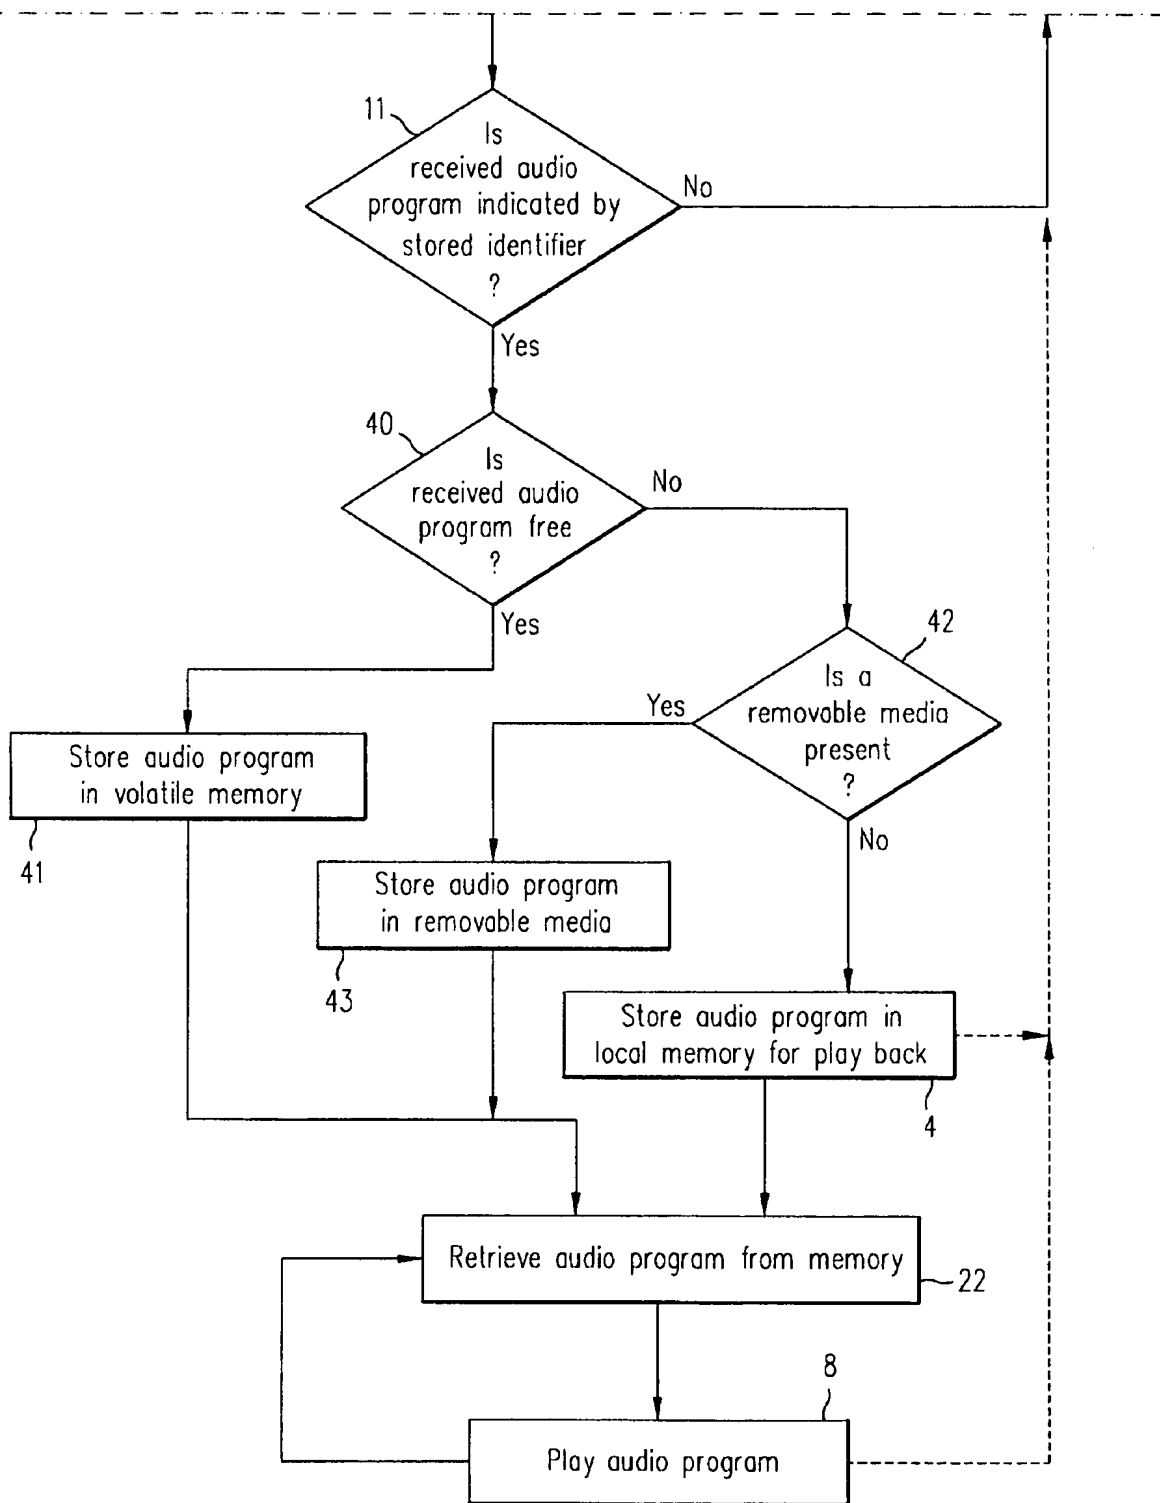 11
Is
received audio
program indicated by
stored identifier
?
No
Yes
40
Is
received audio
program free
?
No
Yes
42
Is a
removable media
present
?
Yes
No
Store audio program
in volatile memory
41
Store audio program
in removable media
43
Store audio program in
local memory for play back
4
Retrieve audio program from memory
22
8
Play audio program